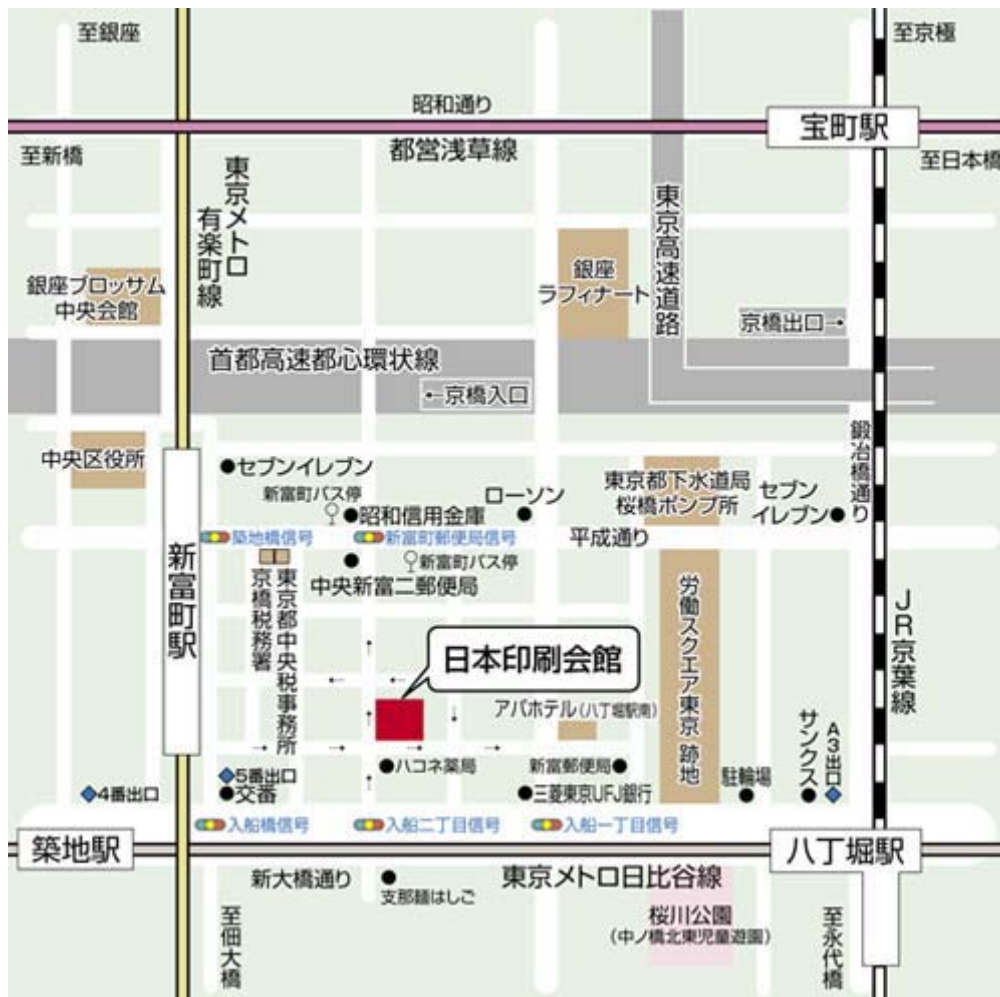 至銀座
至京極
昭和通り
宝町駅
都営浅草線
至新橋
至日本橋
東京メトロ
有楽町線
東京高速道路
銀座
ラフィナート
銀座ブロッサム
中央会館
京橋出口→
首都高速都心環状線
←京橋入口
鍛冶橋通り
中央区役所
セブンイレブン
新富町バス停
昭和信用金庫
ローソン
東京都下水道局
桜橋ポンプ所
セブン
イレブン
築地橋信号
新富町郵便局信号
平成通り
新富町バス停
中央新富二郵便局
新富町駅
東京都中央税事務所
京橋税務署
労働スクエア東京 跡地
JR京葉線
日本印刷会館
アパホテル(八丁堀駅南)
サンクス
A3出口
ハコネ薬局
新富郵便局
駐輪場
5番出口
4番出口
交番
三菱東京UFJ銀行
入船橋信号
入船二丁目信号
入船一丁目信号
築地駅
八丁堀駅
新大橋通り
東京メトロ日比谷線
支那麺はしご
桜川公園
(中ノ橋北東児童遊園)
至佃大橋
至永代橋